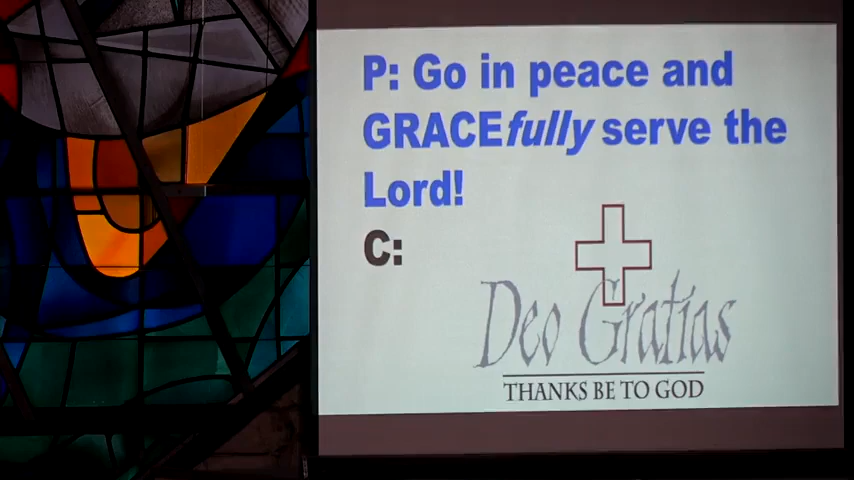 P: Go in peace and
GRACEfully serve the
Lord!
C:
Deo Gratias
THANKS BE TO GOD